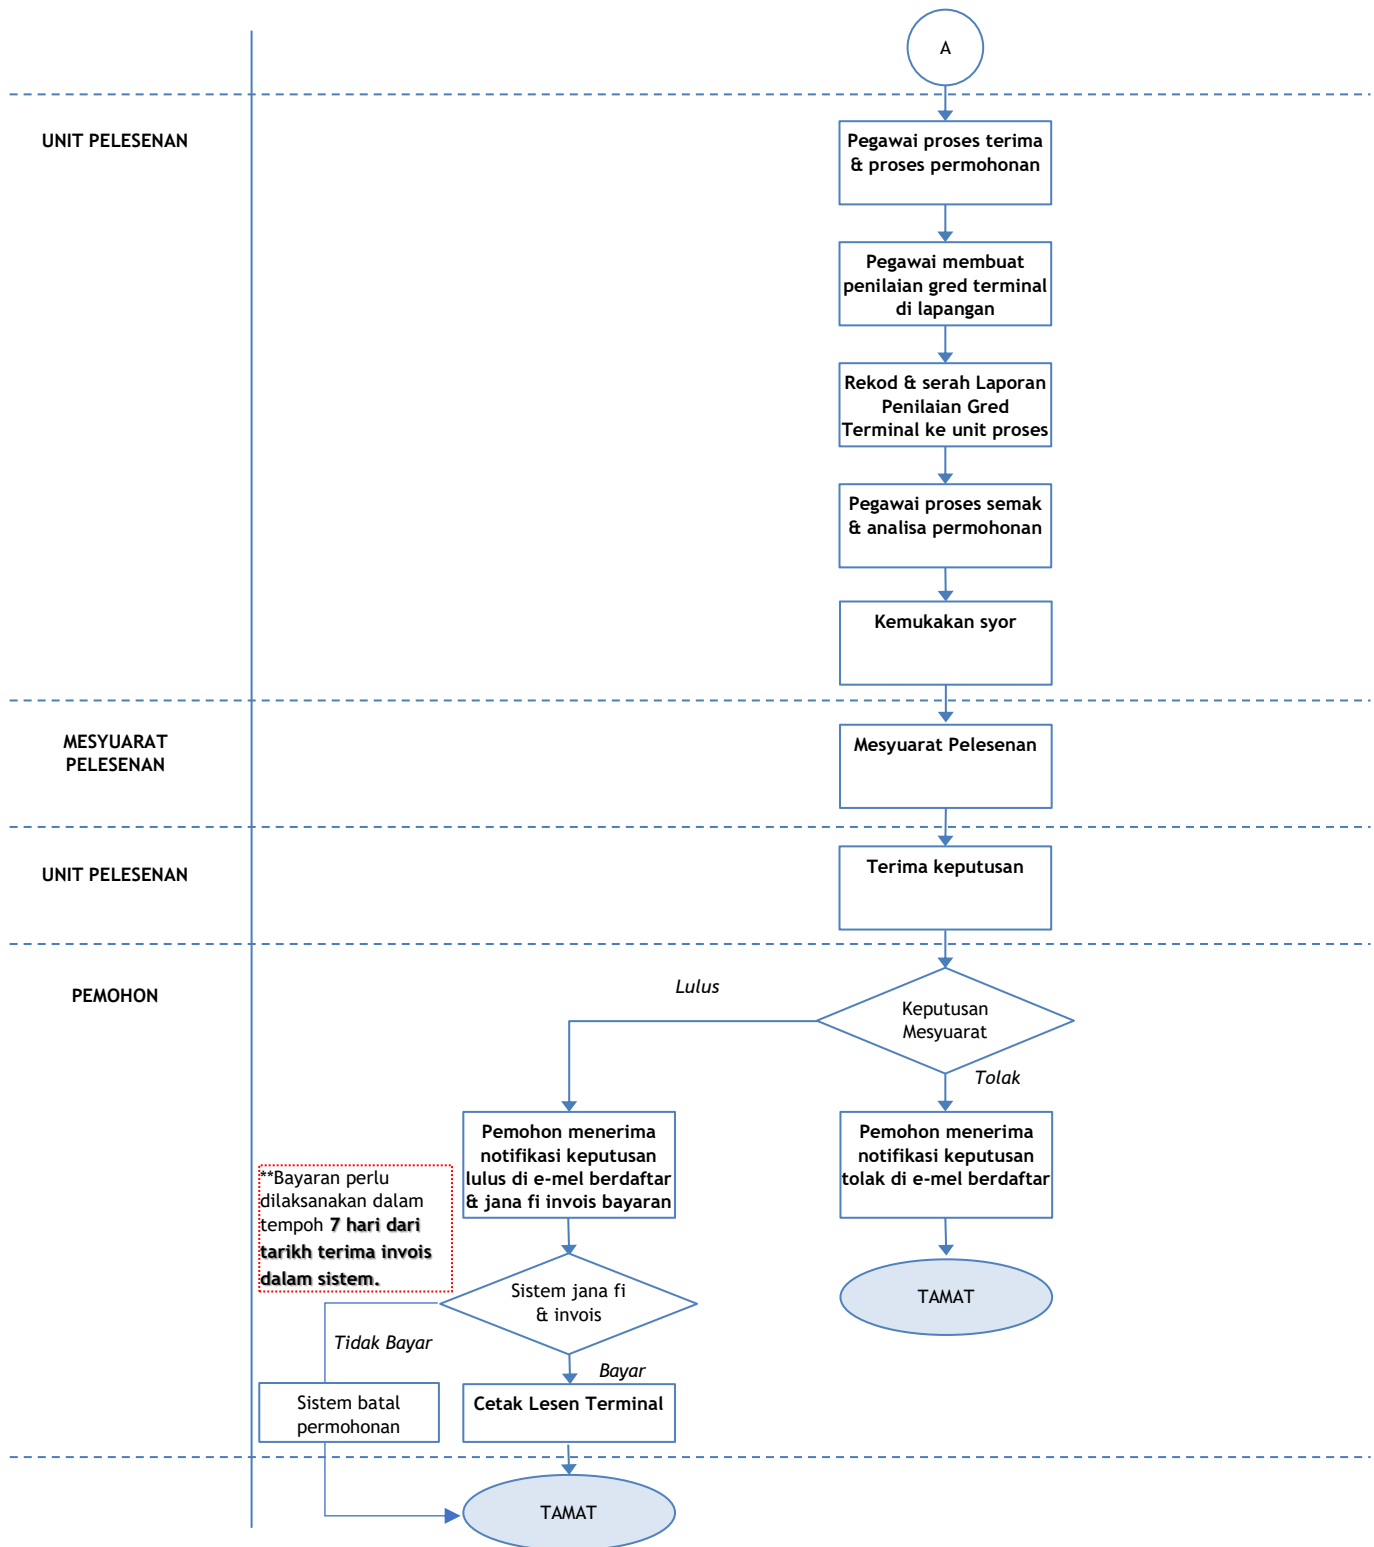 A
UNIT PELESENAN
Pegawai proses terima
& proses permohonan
Pegawai membuat
penilaian gred terminal
di lapangan
Rekod & serah Laporan
Penilaian Gred
Terminal ke unit proses
Pegawai proses semak
& analisa permohonan
Kemukakan syor
MESYUARAT
PELESENAN
Mesyuarat Pelesenan
UNIT PELESENAN
Terima keputusan
PEMOHON
Lulus
Keputusan
Mesyuarat
Tolak
Pemohon menerima
notifikasi keputusan
lulus di e-mel berdaftar
& jana fi invois bayaran
Pemohon menerima
notifikasi keputusan
tolak di e-mel berdaftar
**Bayaran perlu
dilaksanakan dalam
tempoh 7 hari dari
tarikh terima invois
dalam sistem.
Sistem jana fi
& invois
TAMAT
Tidak Bayar
Bayar
Sistem batal
permohonan
Cetak Lesen Terminal
TAMAT